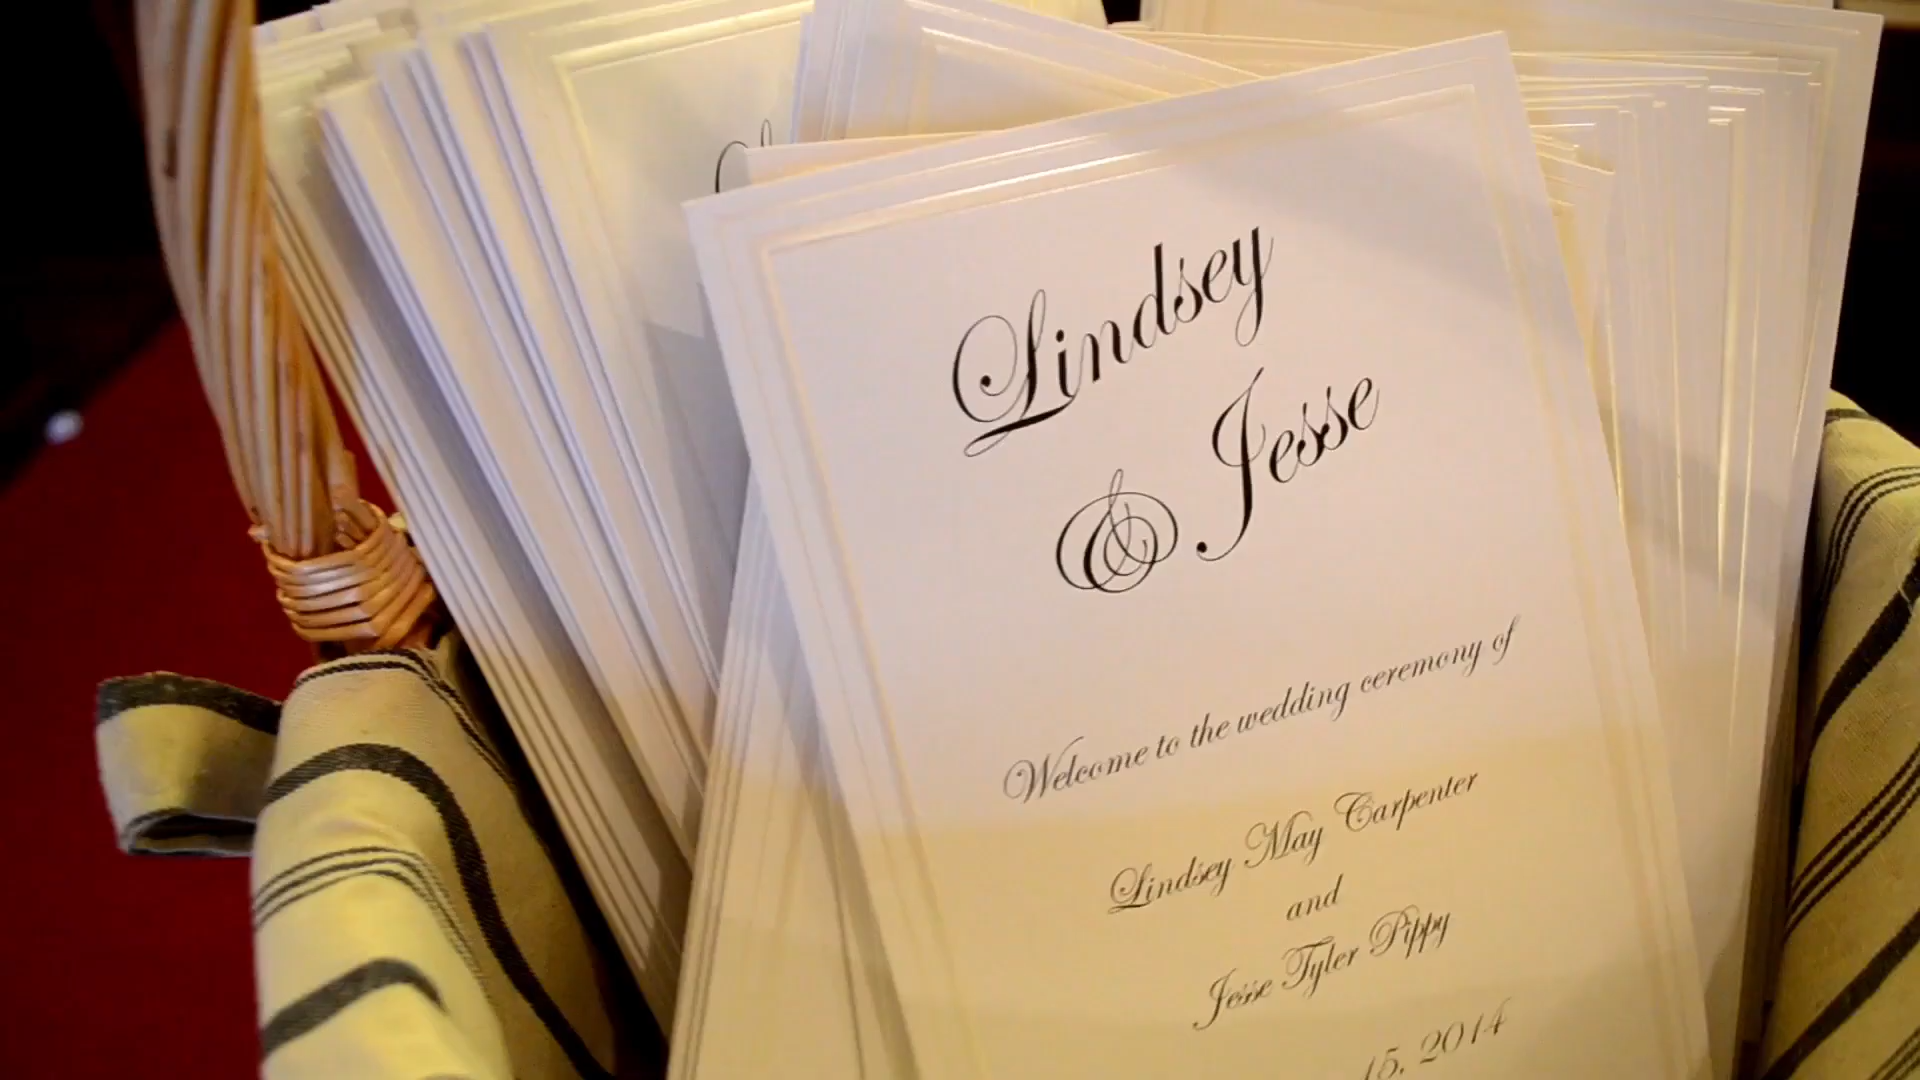 Lindsey
& Jesse
Welcome to the wedding ceremony of
Lindsey May Carpenter
and
Jesse Tyler Pippy
15, 2014